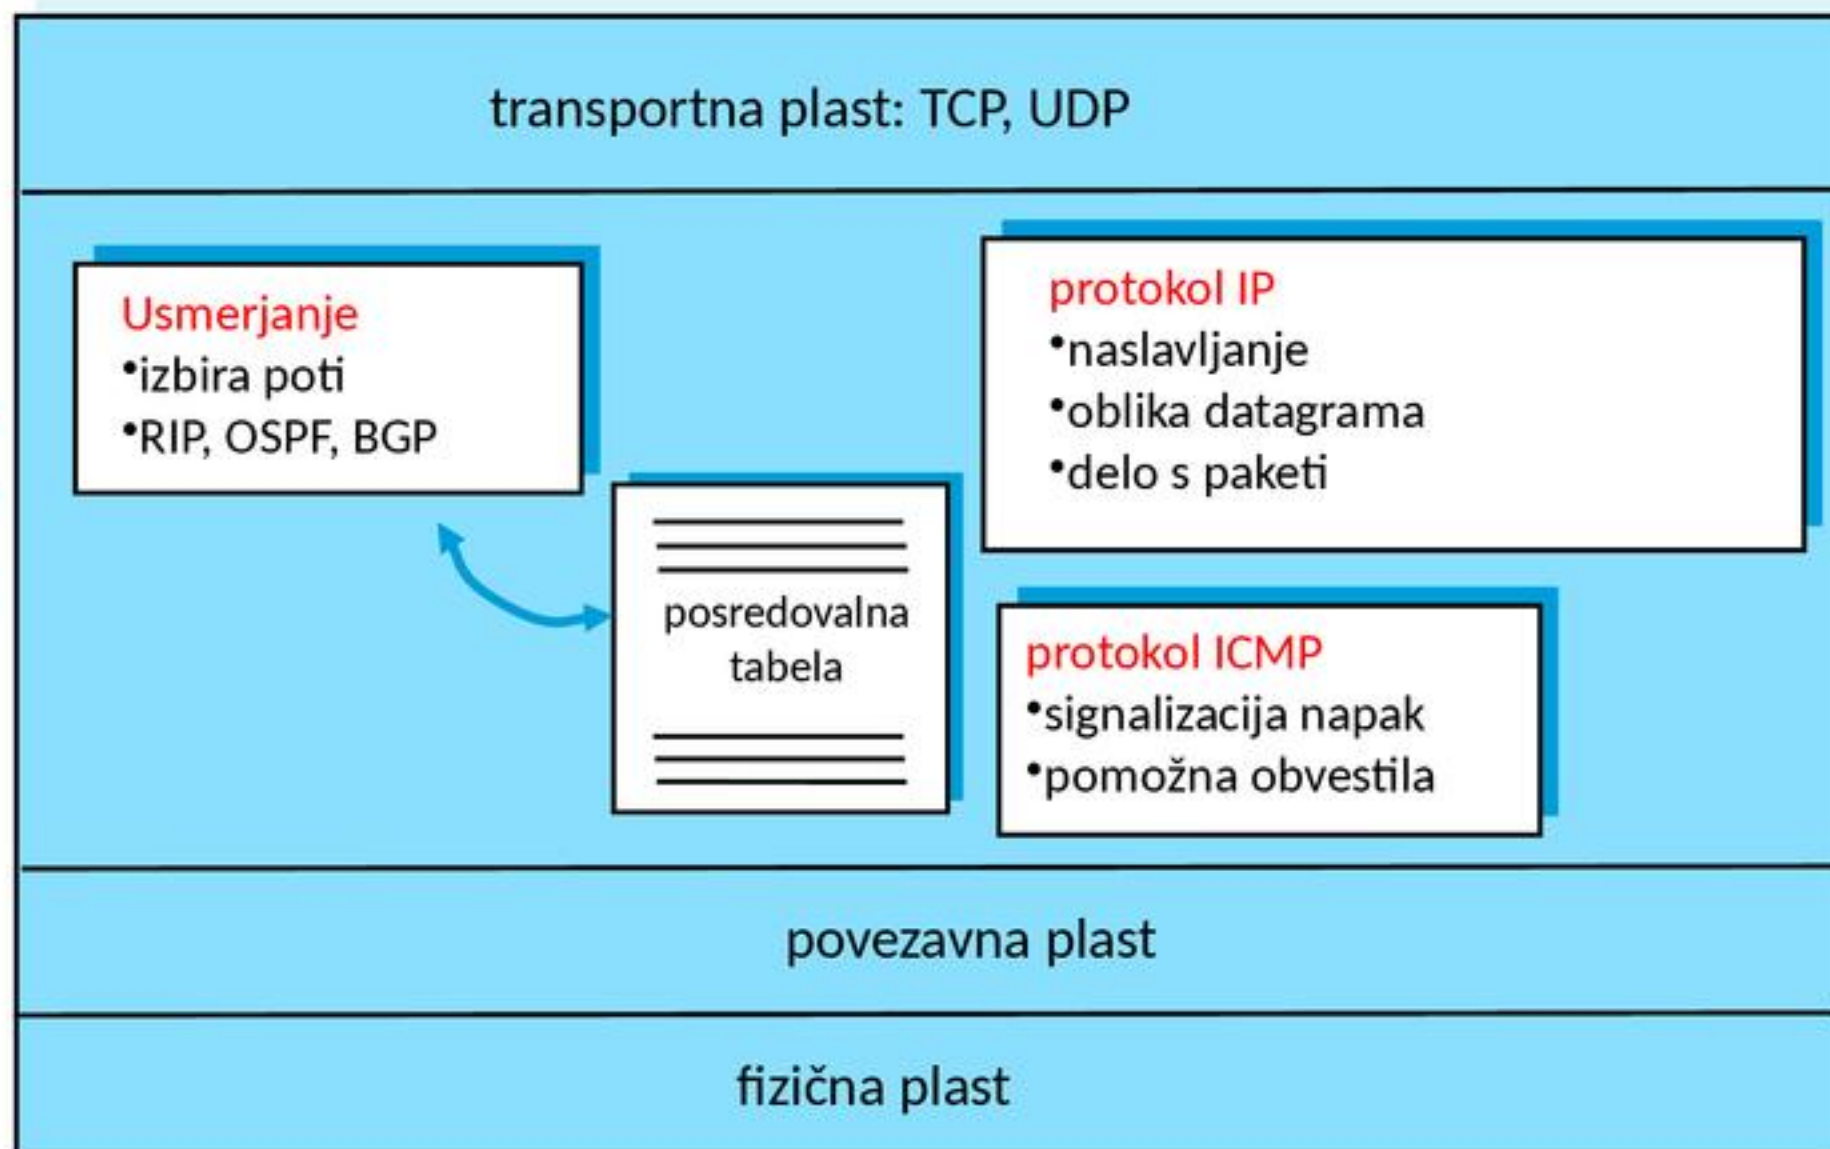 transportna plast: TCP, UDP
Usmerjanje
•izbira poti
•RIP, OSPF, BGP
protokol IP
•naslavljanje
•oblika datagrama
•delo s paketi
posredovalna
tabela
protokol ICMP
•signalizacija napak
•pomožna obvestila
povezavna plast
fizična plast